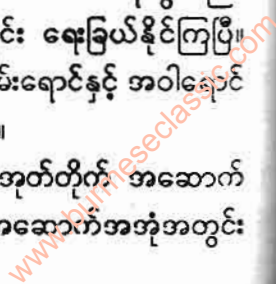 င်း ရေးခြယ်နိုင်ကြပြီ။
မ်းရောင်နှင့် အဝါရောင်
။
အုတ်တိုက် အဆောက်
အဆောက်အအုံအတွင်း
www.burmeseclassic.com